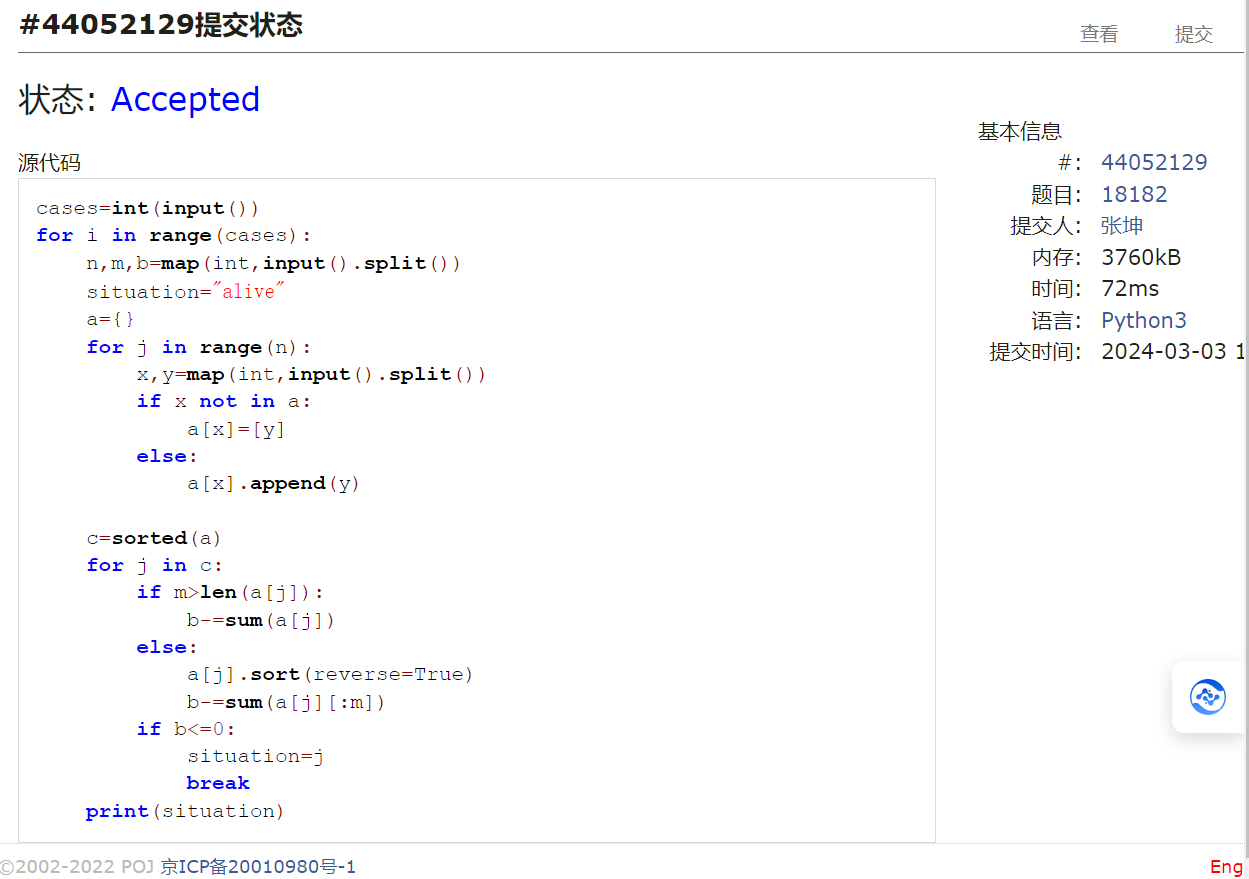 #44052129提交状态
查看 提交
状态: Accepted
源代码
cases=int(input())
for i in range(cases):
    n,m,b=map(int,input().split())
    situation="alive"
    a={}
    for j in range(n):
        x,y=map(int,input().split())
        if x not in a:
            a[x]=[y]
        else:
            a[x].append(y)

    c=sorted(a)
    for j in c:
        if m>len(a[j]):
            b-=sum(a[j])
        else:
            a[j].sort(reverse=True)
            b-=sum(a[j][:m])
        if b<=0:
            situation=j
            break
    print(situation)
基本信息
#: 44052129
题目: 18182
提交人: 张坤
内存: 3760kB
时间: 72ms
语言: Python3
提交时间: 2024-03-03 1
©2002-2022 POJ 京ICP备20010980号-1
Eng